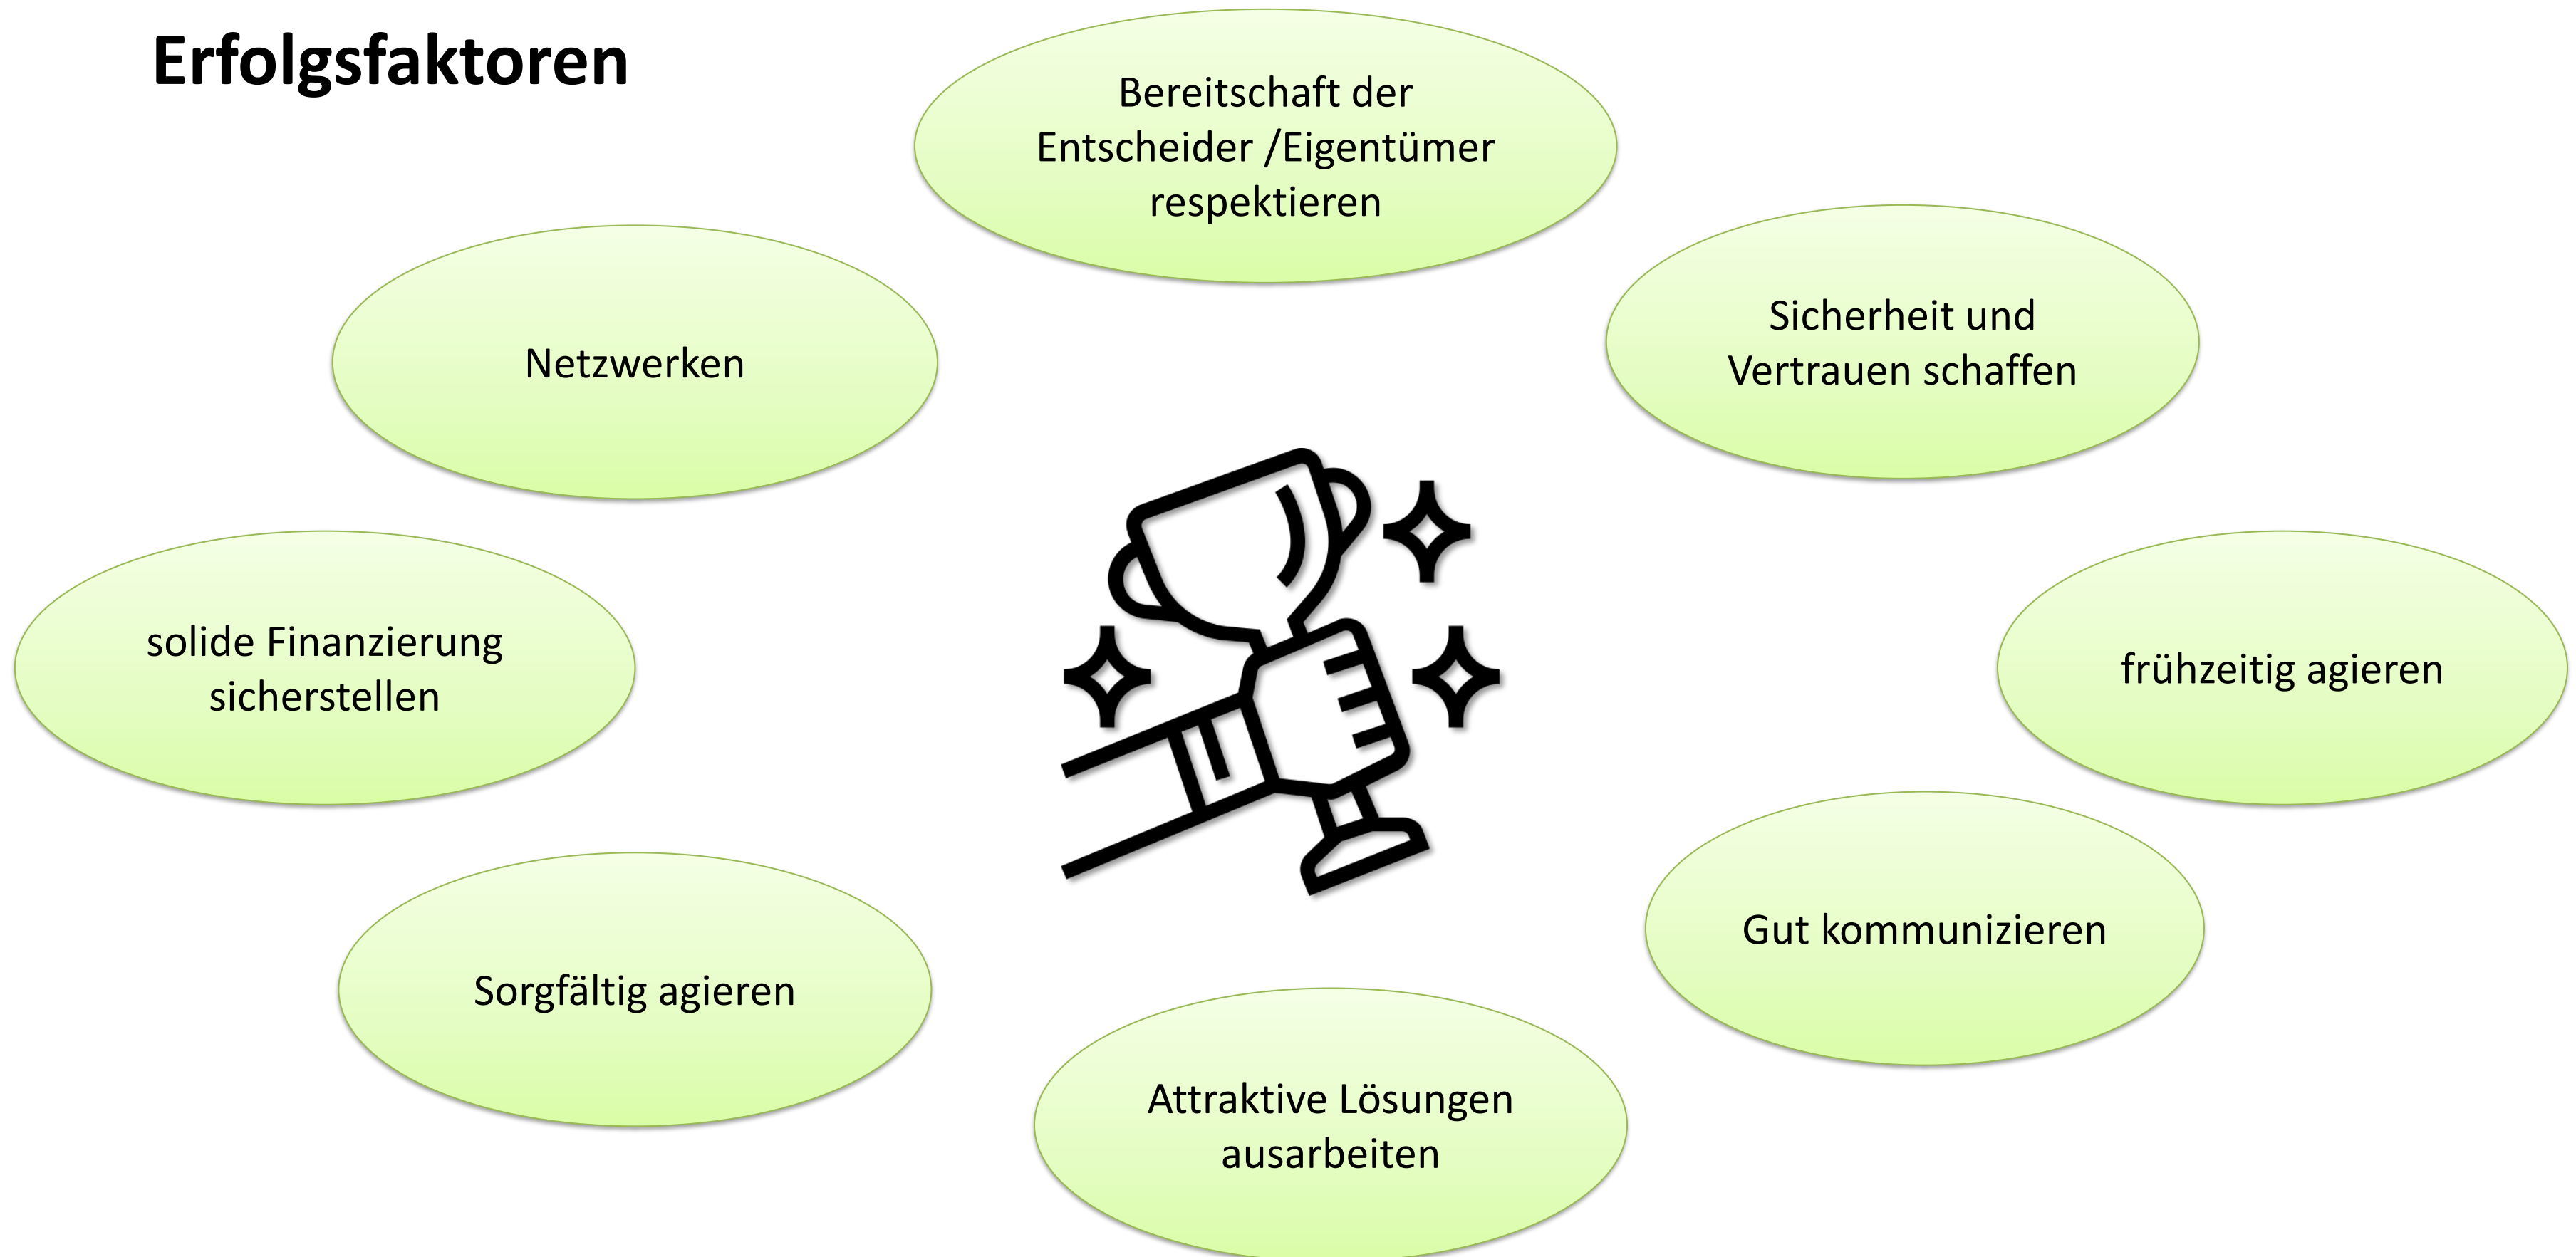 Erfolgsfaktoren
Bereitschaft der
Entscheider /Eigentümer
respektieren
Sicherheit und
Vertrauen schaffen
frühzeitig agieren
Gut kommunizieren
Attraktive Lösungen
ausarbeiten
Sorgfältig agieren
solide Finanzierung
sicherstellen
Netzwerken